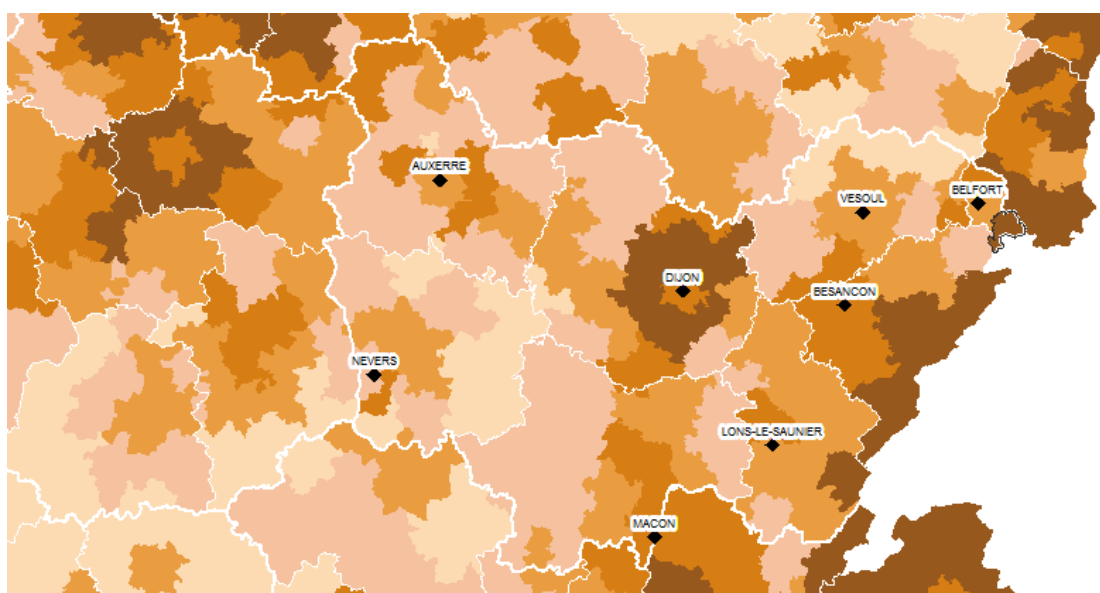 AUXERRE
BELFORT
VESOUL
DIJON
BESANCON
NEVERS
LONS-LE-SAUNIER
MACON